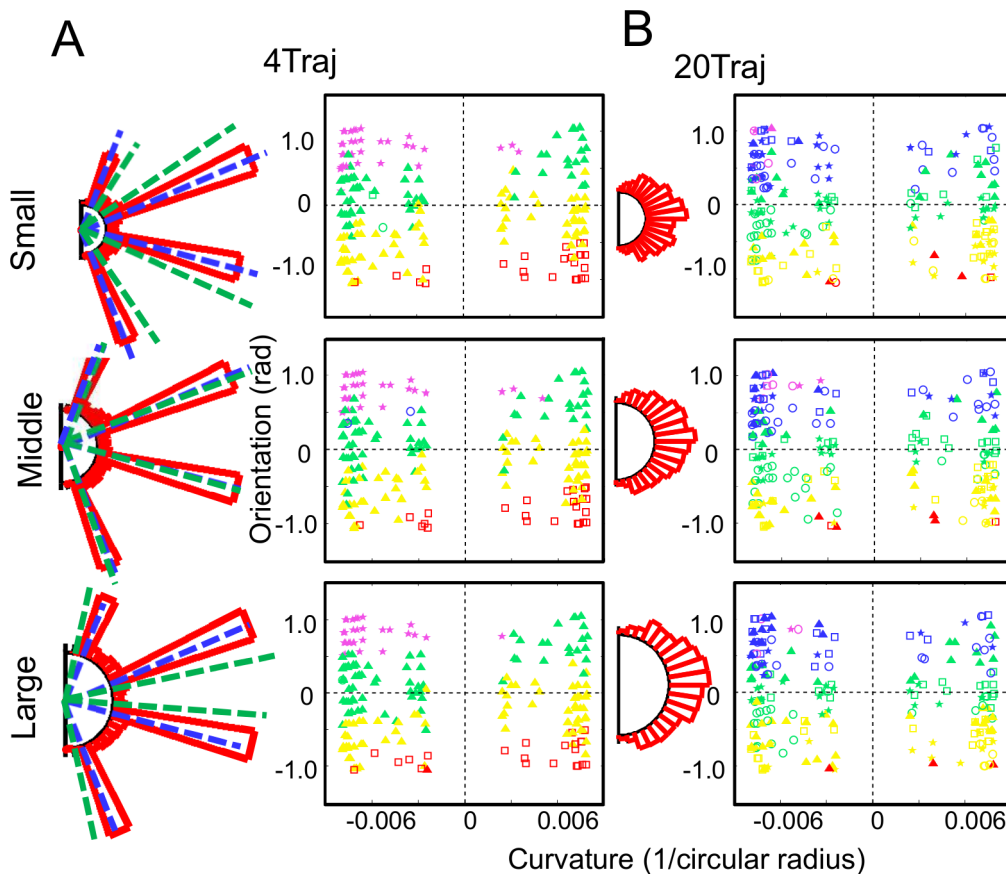 A
B
4Traj
20Traj
Small
1.0
0
-1.0
1.0
0
-1.0
Middle
Orientation (rad)
1.0
0
-1.0
1.0
0
-1.0
Large
1.0
0
-1.0
1.0
0
-1.0
-0.006 0 0.006
-0.006 0 0.006
Curvature (1/circular radius)